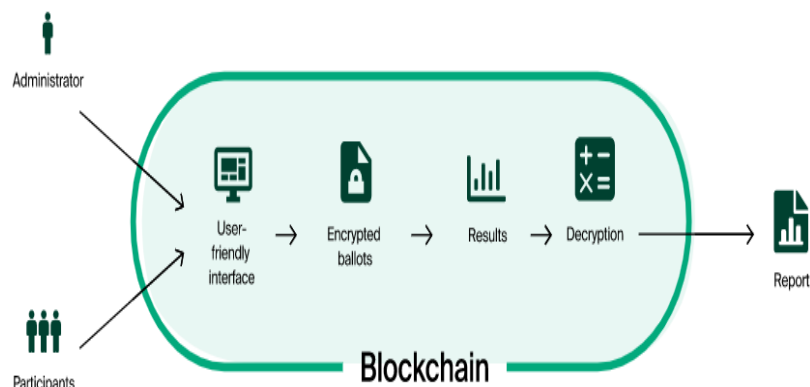 Administrator
User-
friendly
interface
Encrypted
ballots
Results
Decryption
Report
Participants
Blockchain